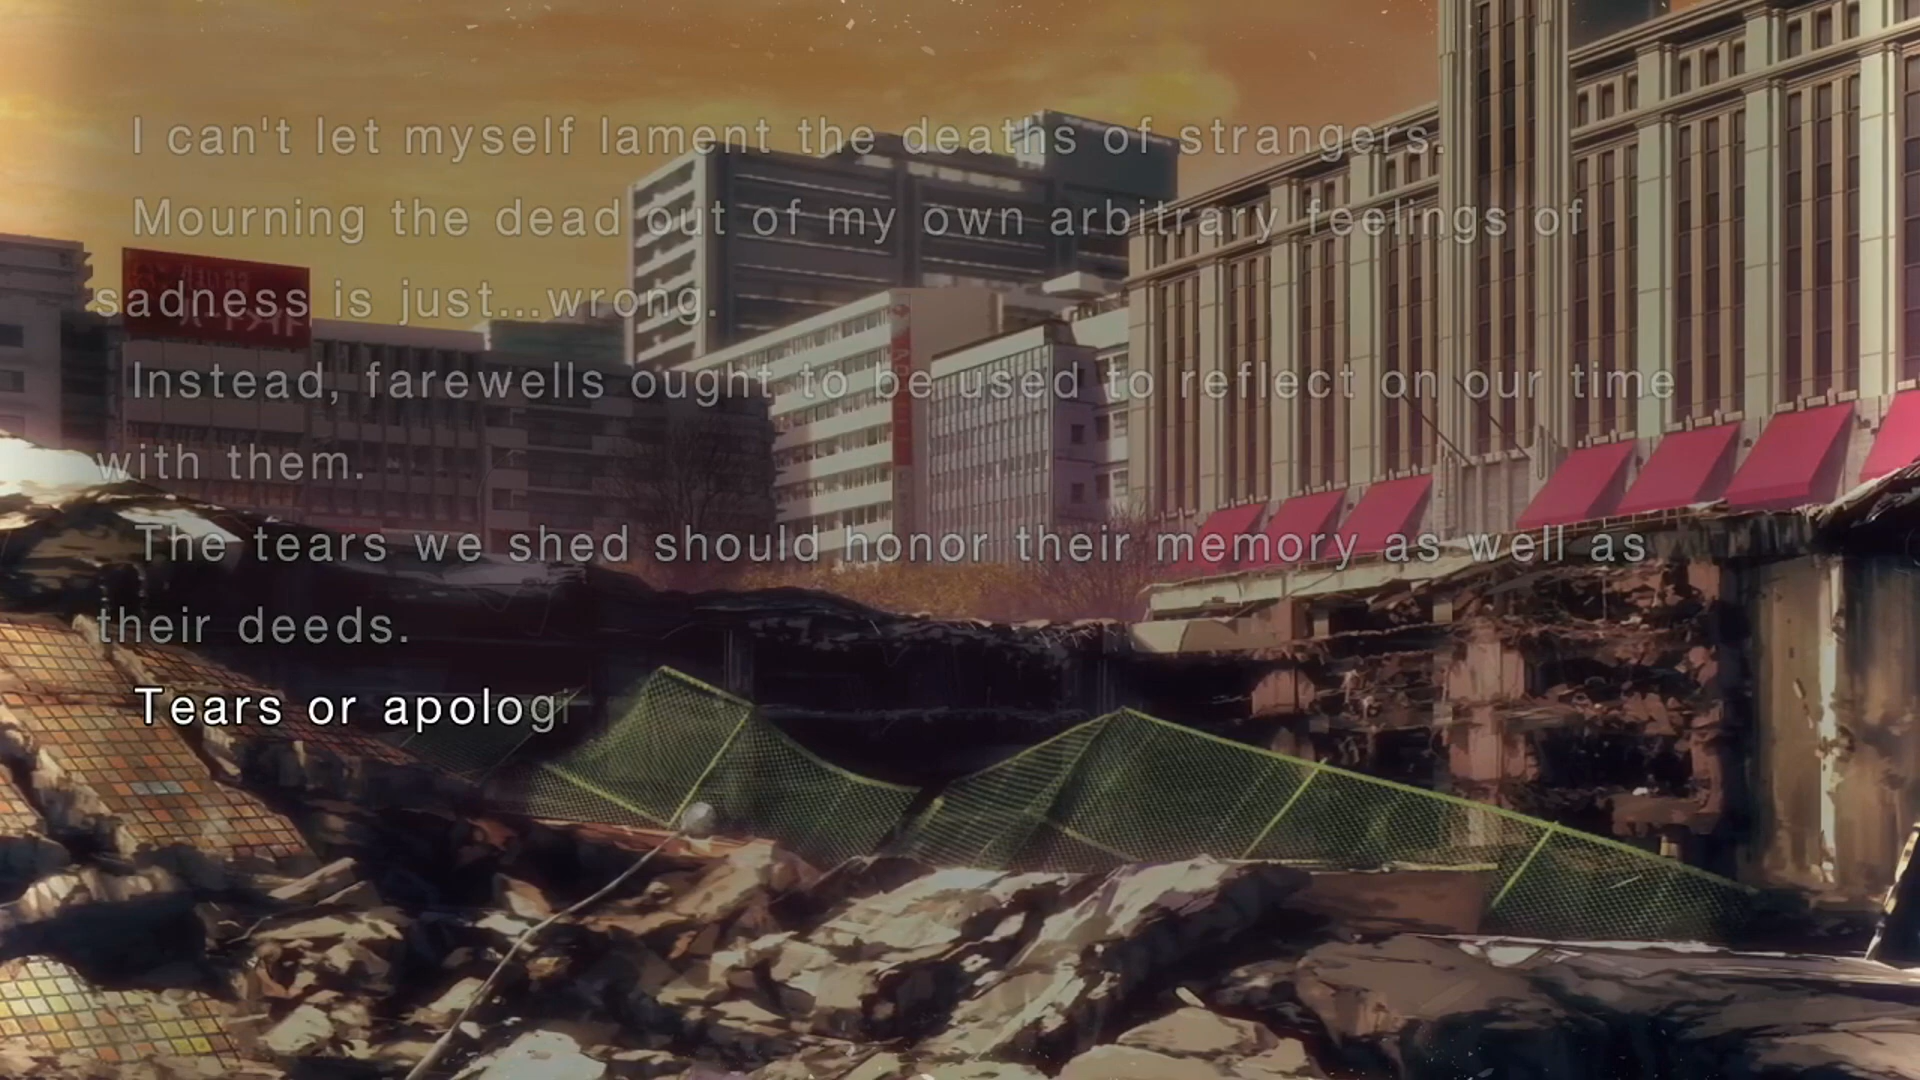 I can't let myself lament the deaths of strangers.
Mourning the dead out of my own arbitrary feelings of
sadness is just...wrong.
Instead, farewells ought to be used to reflect on our time
with them.
The tears we shed should honor their memory as well as
their deeds.
Tears or apologi